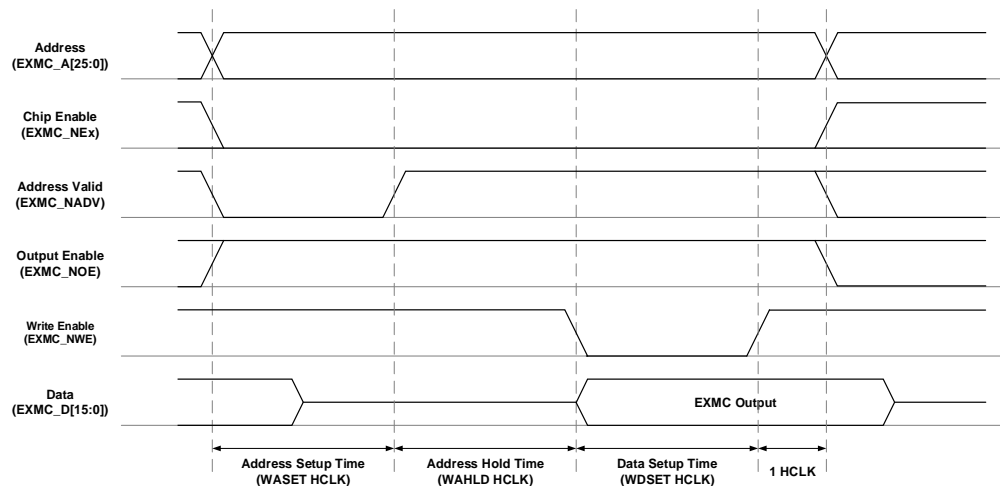 Address
(EXMC_A[25:0])
Chip Enable
(EXMC_NEx)
Address Valid
(EXMC_NADV)
Output Enable
(EXMC_NOE)
Write Enable
(EXMC_NWE)
Data
(EXMC_D[15:0])
EXMC Output
Address Setup Time
(WASET HCLK)
Address Hold Time
(WAHLD HCLK)
Data Setup Time
(WDSET HCLK)
1 HCLK